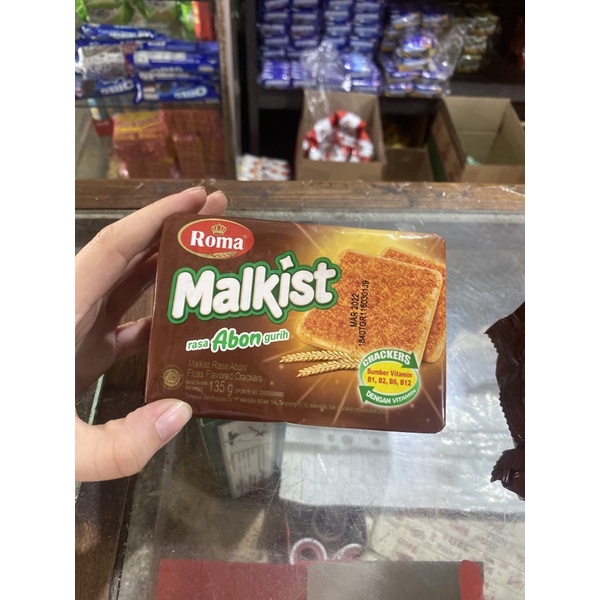 Roma
Malkist
rasa Abon gurih
Malkist Rasa Abon
Floss Flavored Crackers
135 g
MAR 2022
CRACKERS
Sumber Vitamin
B1, B2, B6, B12
DENGAN VITAMIN